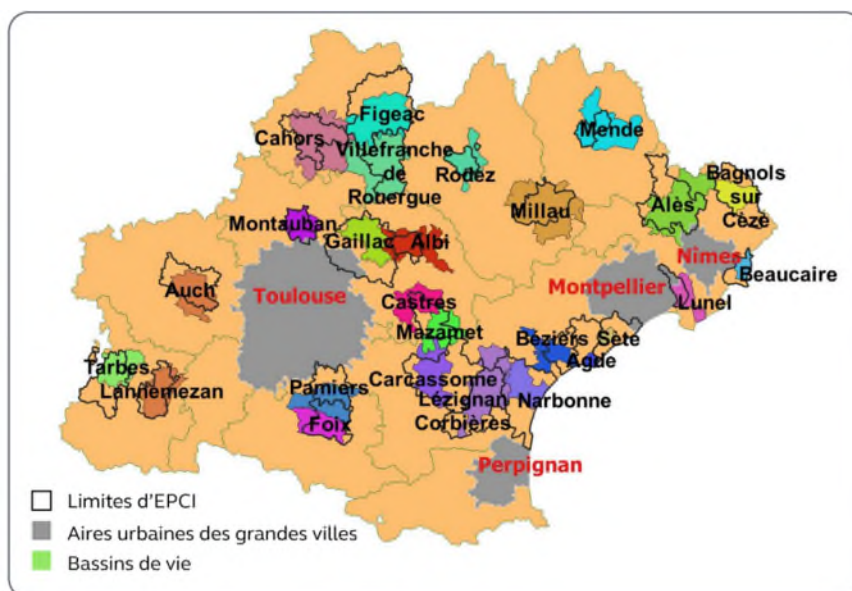 Figeac
Cahors
Villefranche
de
Rouergue
Rodez
Mende
Millau
Alès
Bagnols
sur
Cèze
Montauban
Gaillac
Albi
Nîmes
Beaucaire
Auch
Toulouse
Montpellier
Lunel
Castres
Mazamet
Béziers
Sète
Agde
Tarbes
Lannemezan
Pamiers
Foix
Carcassonne
Lézignan
Corbières
Narbonne
Perpignan
Limites d’EPCI
Aires urbaines des grandes villes
Bassins de vie